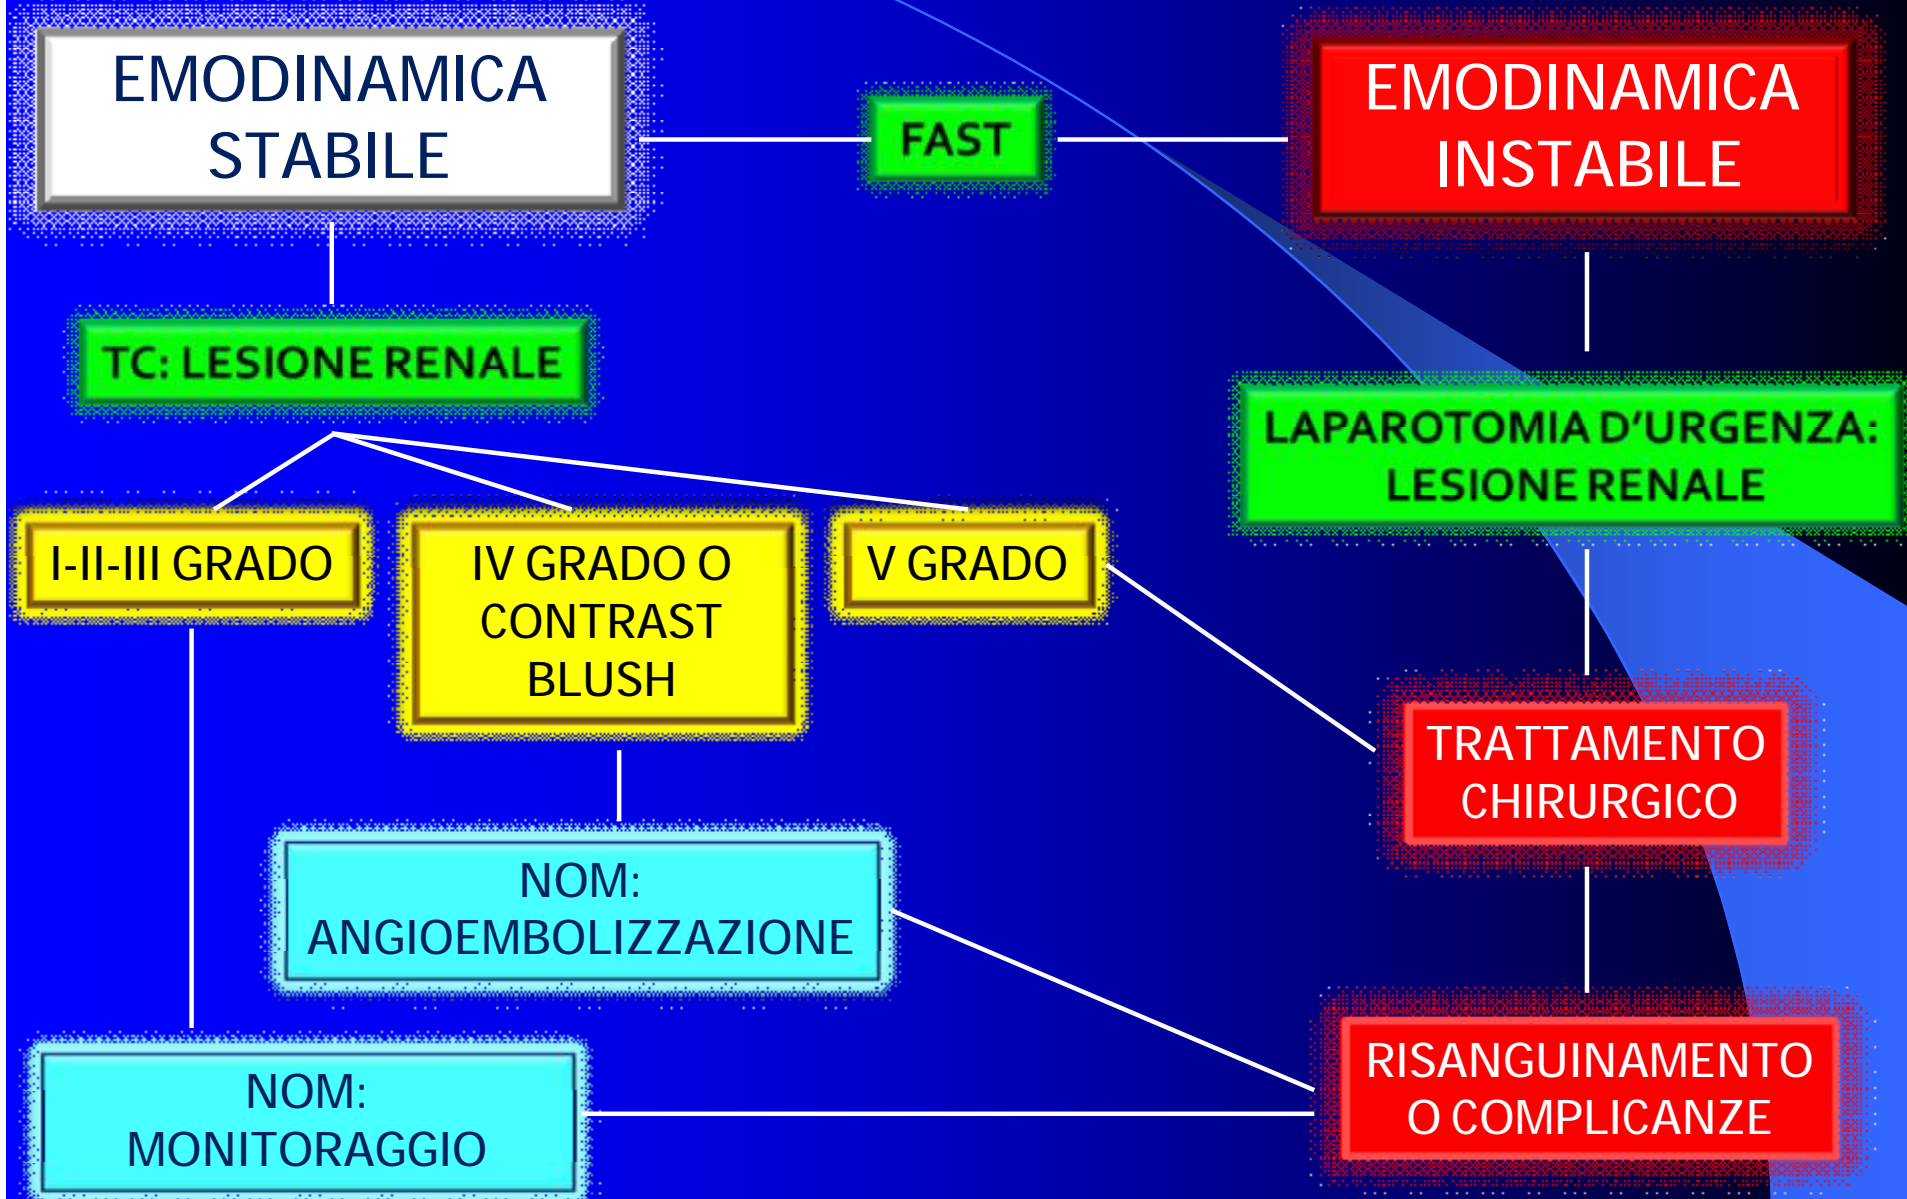 EMODINAMICA
STABILE
FAST
EMODINAMICA
INSTABILE
TC: LESIONE RENALE
LAPAROTOMIA D'URGENZA:
LESIONE RENALE
I-II-III GRADO
IV GRADO O
CONTRAST
BLUSH
V GRADO
TRATTAMENTO
CHIRURGICO
NOM:
ANGIOEMBOLIZZAZIONE
NOM:
MONITORAGGIO
RISANGUINAMENTO
O COMPLICANZE